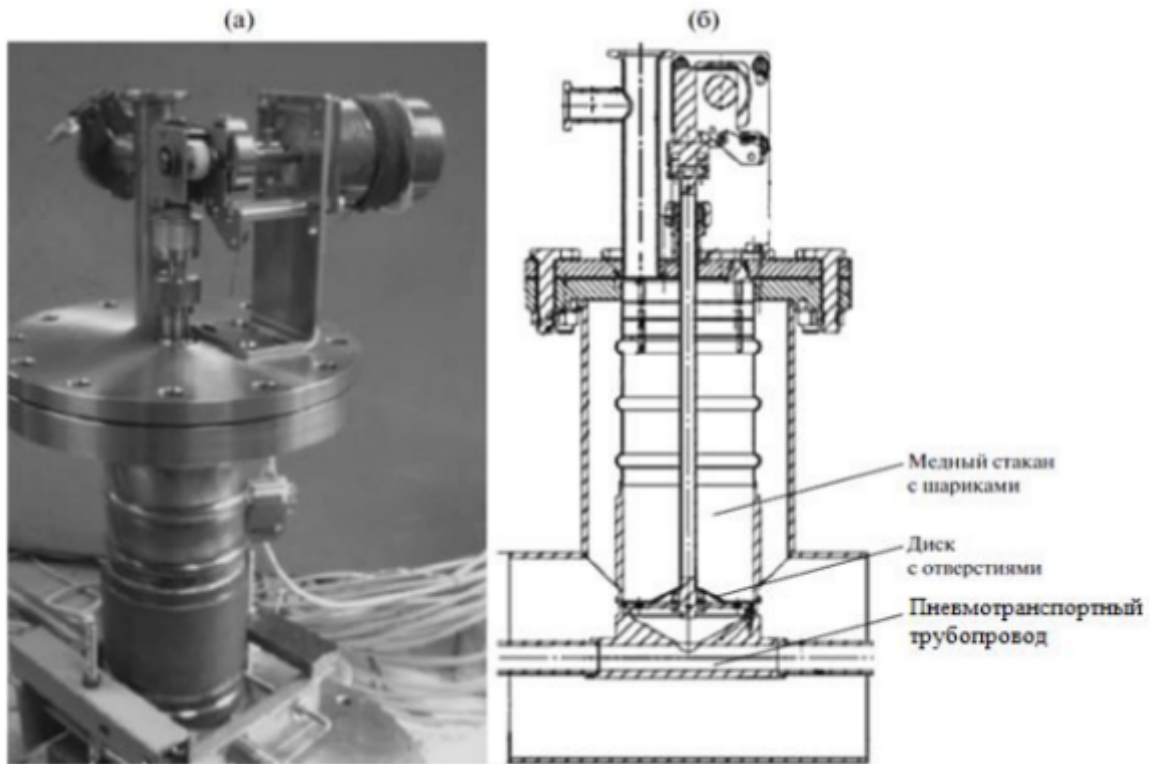 (а)
(б)
Медный стакан
с шариками
Диск
с отверстиями
Пневмотранспортный
трубопровод